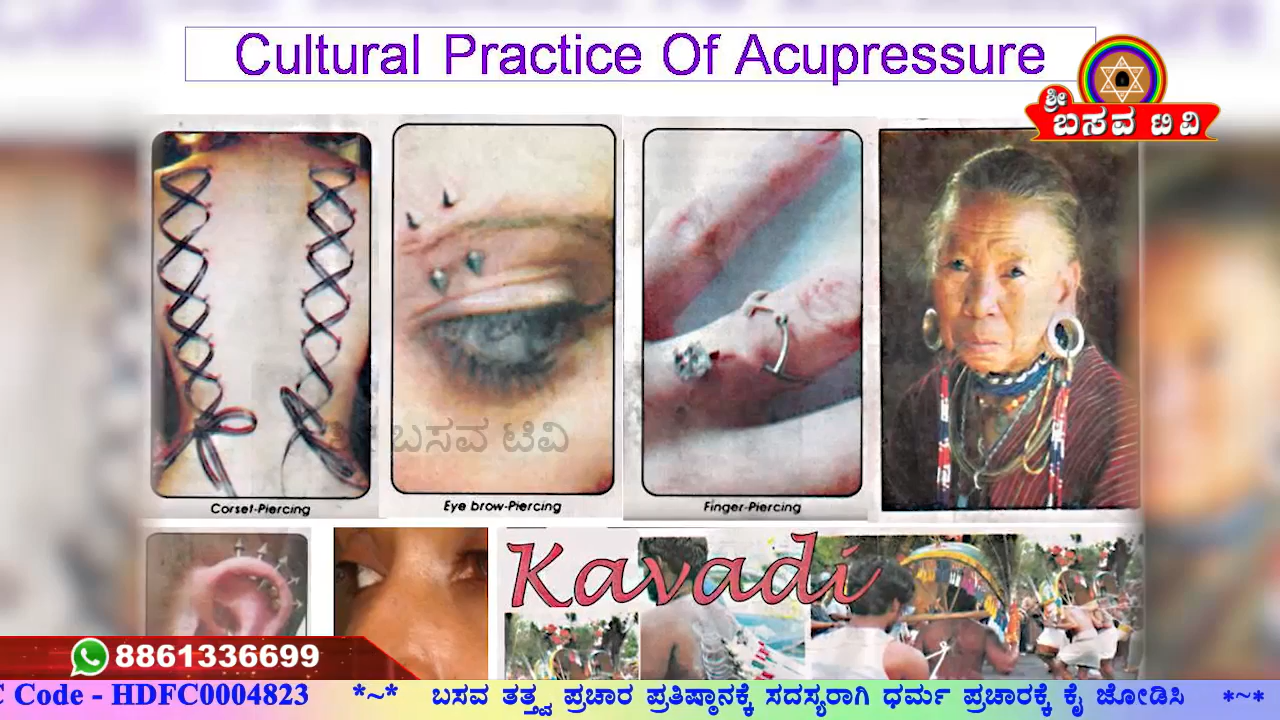 Cultural Practice Of Acupressure
ಶ್ರೀ
ಬಸವ ಟಿವಿ
ಬಸವ ಟಿವಿ
Corset-Piercing
Eye brow-Piercing
Finger-Piercing
Kavadi
8861336699
C Code - HDFC0004823 *~* ಬಸವ ತತ್ತ್ವ ಪ್ರಚಾರ ಪ್ರತಿಷ್ಠಾನಕ್ಕೆ ಸದಸ್ಯರಾಗಿ ಧರ್ಮ ಪ್ರಚಾರಕ್ಕೆ ಕೈ ಜೋಡಿಸಿ *~*